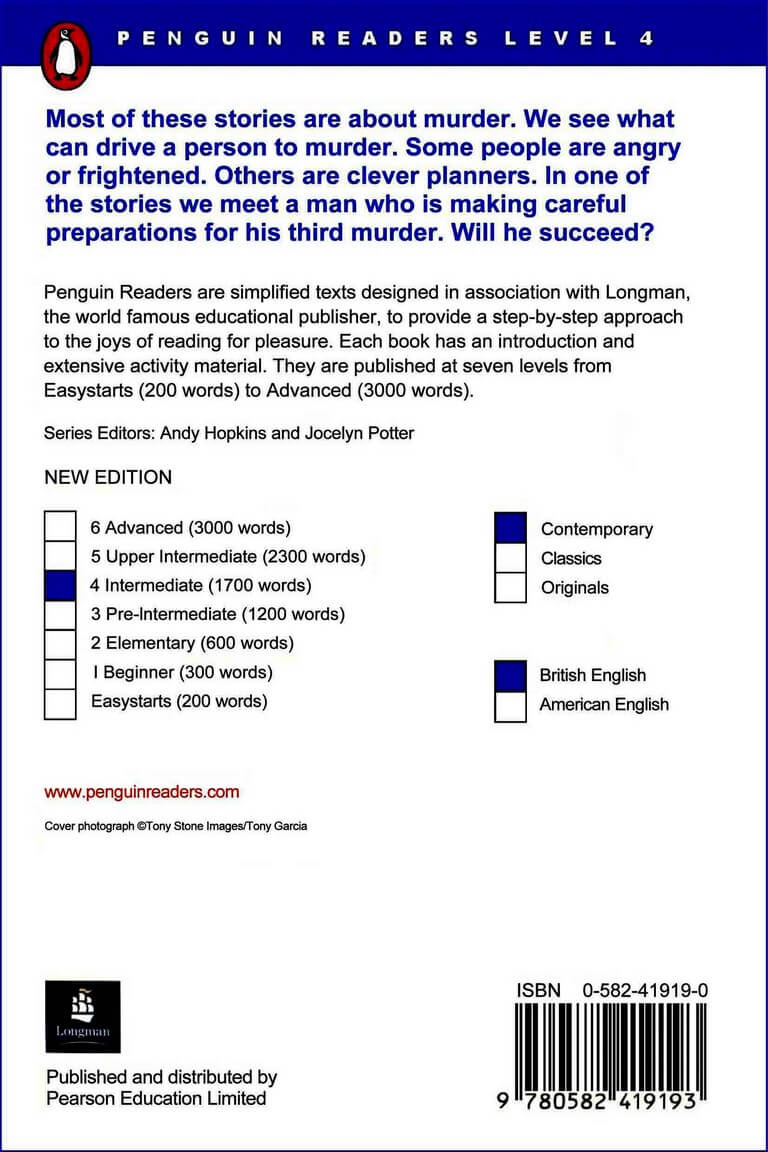 PENGUIN READERS LEVEL 4
Most of these stories are about murder. We see what
can drive a person to murder. Some people are angry
or frightened. Others are clever planners. In one of
the stories we meet a man who is making careful
preparations for his third murder. Will he succeed?
Penguin Readers are simplified texts designed in association with Longman,
the world famous educational publisher, to provide a step-by-step approach
to the joys of reading for pleasure. Each book has an introduction and
extensive activity material. They are published at seven levels from
Easystarts (200 words) to Advanced (3000 words).
Series Editors: Andy Hopkins and Jocelyn Potter
NEW EDITION
6 Advanced (3000 words)
5 Upper Intermediate (2300 words)
4 Intermediate (1700 words)
3 Pre-Intermediate (1200 words)
2 Elementary (600 words)
I Beginner (300 words)
Easystarts (200 words)
Contemporary
Classics
Originals
British English
American English
www.penguinreaders.com
Cover photograph ©Tony Stone Images/Tony Garcia
Longman
Published and distributed by
Pearson Education Limited
ISBN 0-582-41919-0
9 780582 419193